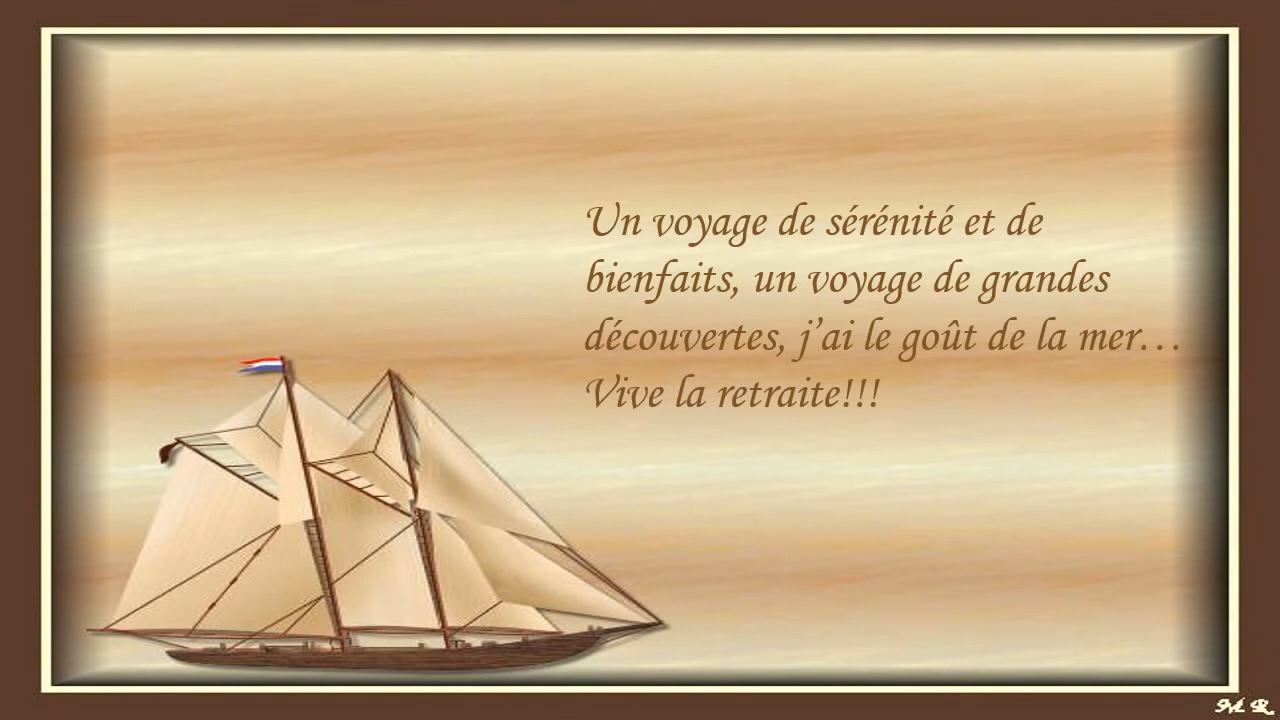 Un voyage de sérénité et de
bienfaits, un voyage de grandes
découvertes, j’ai le goût de la mer…
Vive la retraite!!!
M R